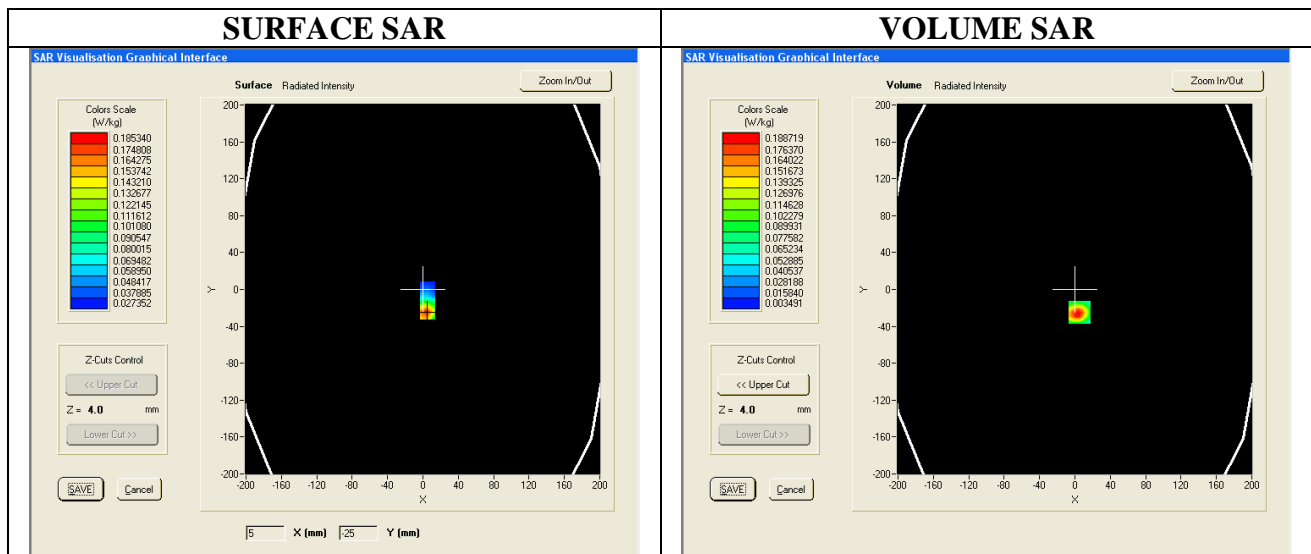 SURFACE SAR
SAR Visualisation Graphical Interface
Surface Radiated Intensity
Zoom In/Out
Colors Scale
(W/kg)
0.185340
0.174808
0.164275
0.153742
0.143210
0.132677
0.122145
0.111612
0.101080
0.090547
0.080015
0.069482
0.058950
0.048417
0.037885
0.027352
Z-Cuts Control
<< Upper Cut
Z = 4.0 mm
Lower Cut >>
SAVE Cancel
Y
200
160
120
80
40
0
-40
-80
-120
-160
-200
-200 -160 -120 -80 -40 0 40 80 120 160 200
X
5 X (mm) -25 Y (mm)
VOLUME SAR
SAR Visualisation Graphical Interface
Volume Radiated Intensity
Zoom In/Out
Colors Scale
(W/kg)
0.188719
0.176370
0.164022
0.151673
0.139325
0.126976
0.114628
0.102279
0.089931
0.077582
0.065234
0.052885
0.040537
0.028188
0.015840
0.003491
Z-Cuts Control
<< Upper Cut
Z = 4.0 mm
Lower Cut >>
SAVE Cancel
Y
200
160
120
80
40
0
-40
-80
-120
-160
-200
-200 -160 -120 -80 -40 0 40 80 120 160 200
X